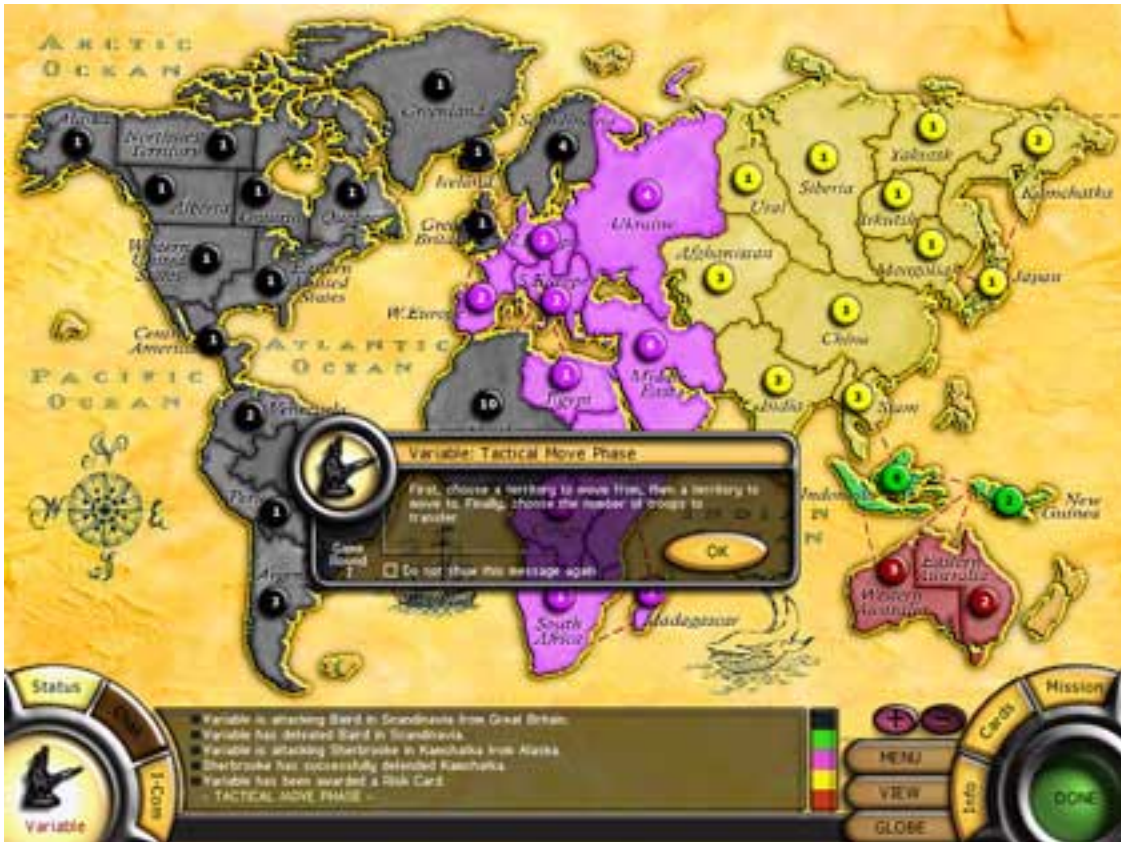 ARCTIC
OCEAN
Alaska
Northwest
Territory
Greenland
Iceland
Alberta
Ontario
Great
Britain
Ukraine
Ural
Siberia
Yakutsk
Kamchatka
Irkutsk
Mongolia
Japan
Afghanistan
China
Western
United
States
Eastern
United
States
W.Europe
S.Europe
Central
America
ATLANTIC
OCEAN
PACIFIC
OCEAN
Venezuela
Egypt
Middle
East
India
Siam
10
Variable: Tactical Move Phase
First, choose a territory to move from, then a territory to
move to. Finally, choose the number of troops to
transfer
OK
Game
Round
Do not show this message again
New
Guinea
Eastern
Australia
Western
Australia
South
Africa
Madagascar
Status
Chat
I-Com
Variable
Variable is attacking Baird in Scandinavia from Great Britain.
Variable has defeated Baird in Scandinavia.
Variable is attacking Sherbrooke in Kamchatka from Alaska.
Sherbrooke has successfully defended Kamchatka.
Variable has been awarded a Risk Card.
- TACTICAL MOVE PHASE -
MENU
VIEW
GLOBE
Mission
Cards
Info
DONE